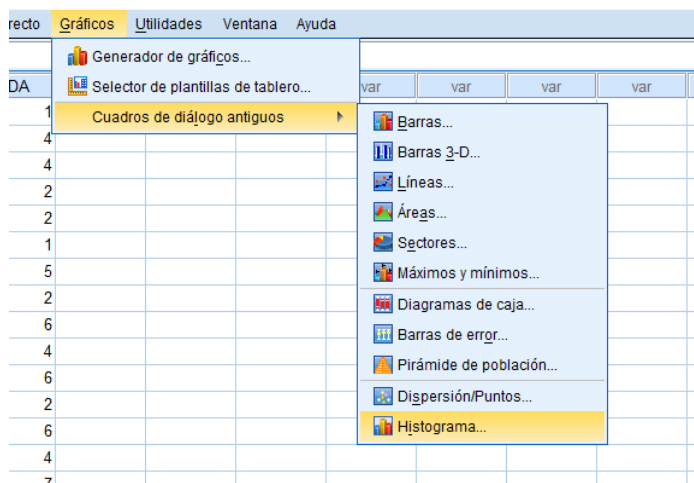 recto Gráficos Utilidades Ventana Ayuda
Generador de gráficos...
Selector de plantillas de tablero...
DA var var var var
Cuadros de diálogo antiguos
1
Barras...
4
Barras 3-D...
4
Líneas...
2
Áreas...
2
Sectores...
1
Máximos y mínimos...
5
2
Diagramas de caja...
6
Barras de error...
4
Pirámide de población...
6
Dispersión/Puntos...
2
Histograma...
6
4
7